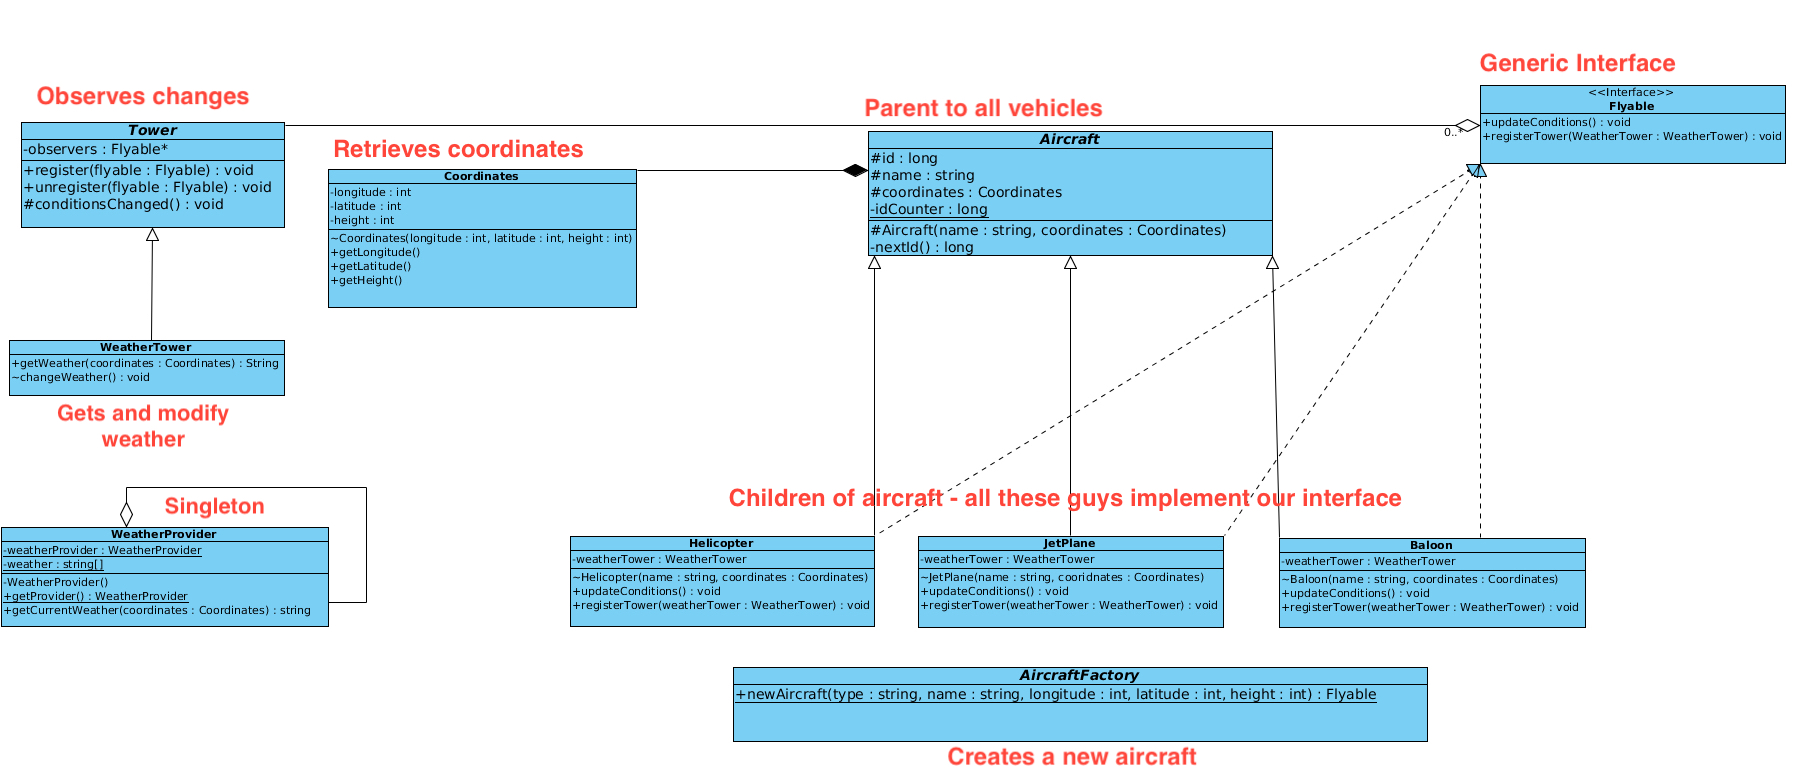 Generic Interface
<<Interface>>
Flyable
+updateConditions() : void
+registerTower(WeatherTower : WeatherTower) : void
0..*
Observes changes
Tower
-observers : Flyable*
+register(flyable : Flyable) : void
+unregister(flyable : Flyable) : void
#conditionsChanged() : void
Retrieves coordinates
Coordinates
-longitude : int
-latitude : int
-height : int
~Coordinates(longitude : int, latitude : int, height : int)
+getLongitude()
+getLatitude()
+getHeight()
Parent to all vehicles
Aircraft
#id : long
#name : string
#coordinates : Coordinates
-idCounter : long
#Aircraft(name : string, coordinates : Coordinates)
-nextId() : long
WeatherTower
+getWeather(coordinates : Coordinates) : String
~changeWeather() : void
Gets and modify
weather
Singleton
WeatherProvider
-weatherProvider : WeatherProvider
-weather : string[]
-WeatherProvider()
+getProvider() : WeatherProvider
+getCurrentWeather(coordinates : Coordinates) : string
Children of aircraft - all these guys implement our interface
Helicopter
-weatherTower : WeatherTower
~Helicopter(name : string, coordinates : Coordinates)
+updateConditions() : void
+registerTower(weatherTower : WeatherTower) : void
JetPlane
-weatherTower : WeatherTower
~JetPlane(name : string, cooridnates : Coordinates)
+updateConditions() : void
+registerTower(weatherTower : WeatherTower) : void
Baloon
-weatherTower : WeatherTower
~Baloon(name : string, coordinates : Coordinates)
+updateConditions() : void
+registerTower(weatherTower : WeatherTower) : void
AircraftFactory
+newAircraft(type : string, name : string, longitude : int, latitude : int, height : int) : Flyable
Creates a new aircraft